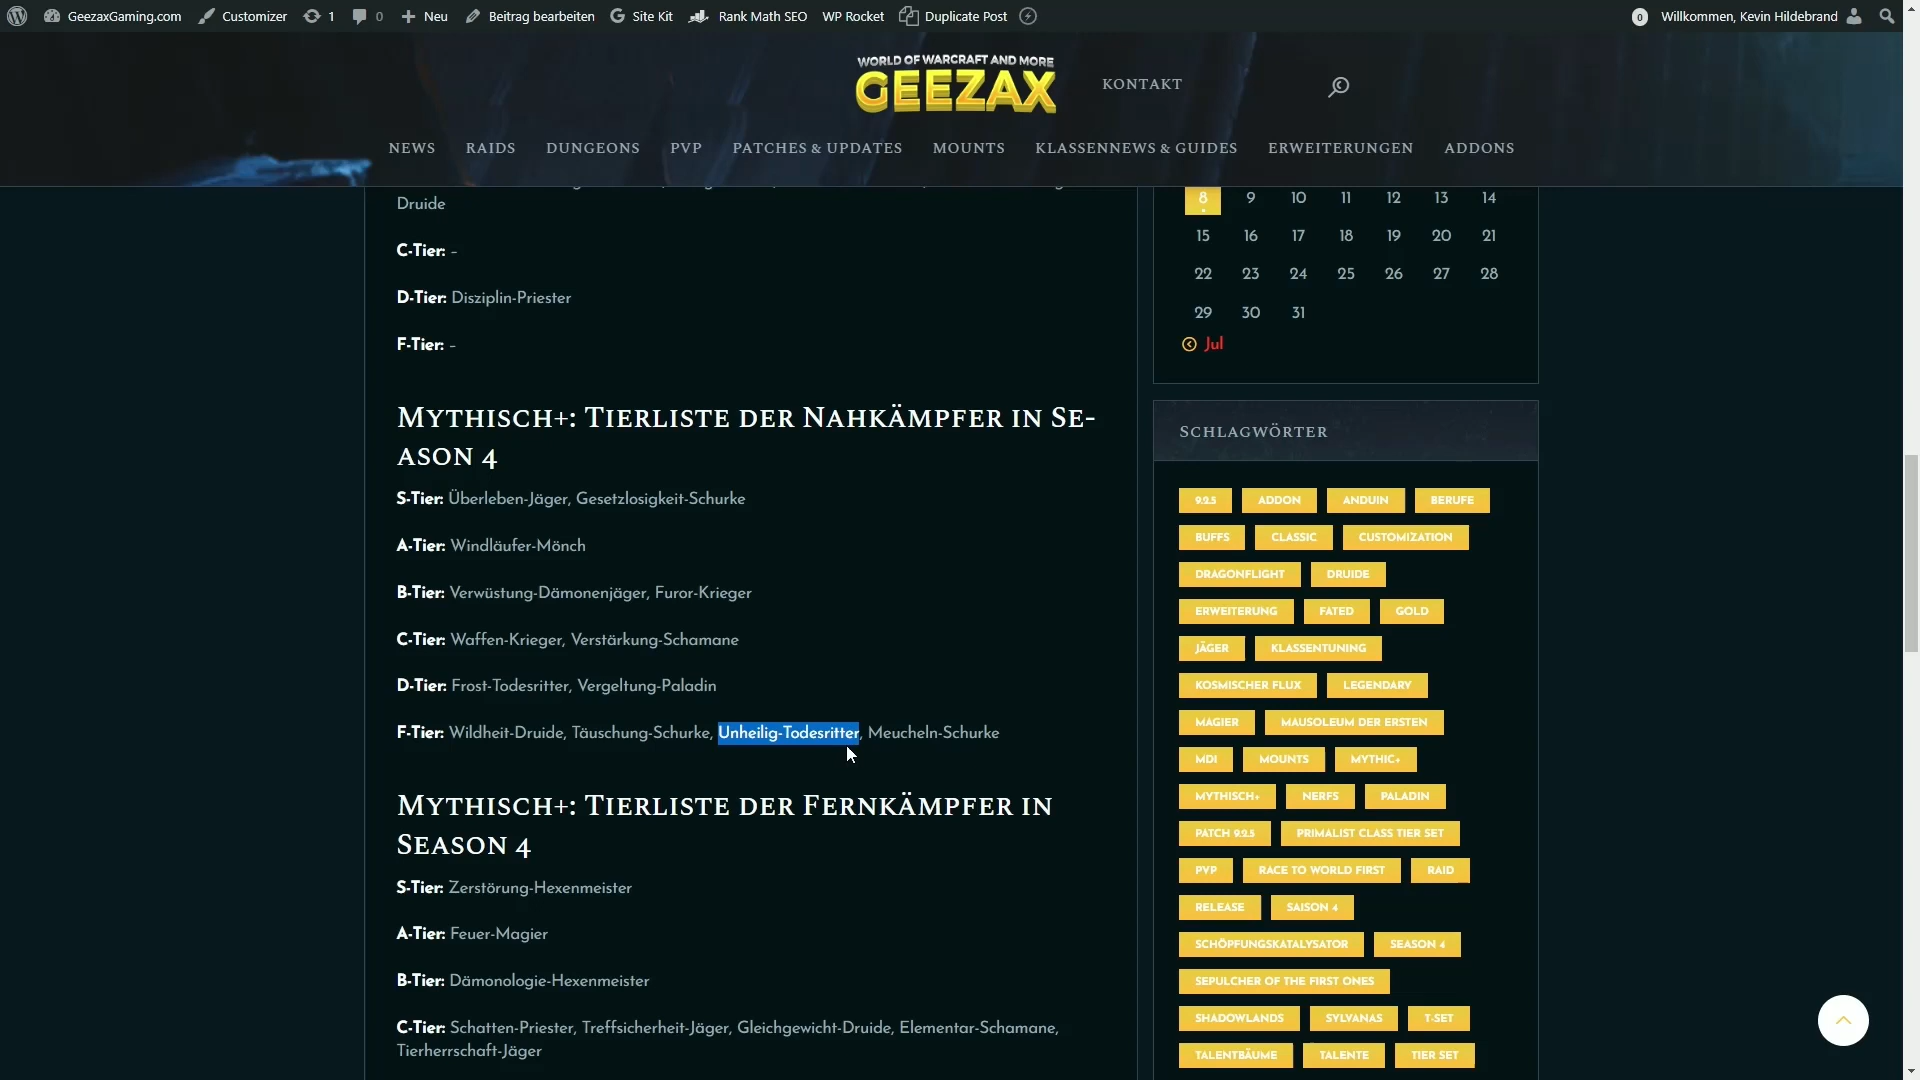 GeezaxGaming.com Customizer 1 0 Neu Beitrag bearbeiten Site Kit Rank Math SEO WP Rocket Duplicate Post 0 Willkommen, Kevin Hildebrand
WORLD OF WARCRAFT AND MORE
GEEZAX
KONTAKT
NEWS RAIDS DUNGEONS PVP PATCHES & UPDATES MOUNTS KLASSENNEWS & GUIDES ERWEITERUNGEN ADDONS
Druide
C-Tier: –
D-Tier: Disziplin-Priester
F-Tier: –
Mythisch+: Tierliste der Nahkämpfer in Se-
ason 4
S-Tier: Überleben-Jäger, Gesetzlosigkeit-Schurke
A-Tier: Windläufer-Mönch
B-Tier: Verwüstung-Dämonenjäger, Furor-Krieger
C-Tier: Waffen-Krieger, Verstärkung-Schamane
D-Tier: Frost-Todesritter, Vergeltung-Paladin
F-Tier: Wildheit-Druide, Täuschung-Schurke, Unheilig-Todesritter, Meucheln-Schurke
Mythisch+: Tierliste der Fernkämpfer in
Season 4
S-Tier: Zerstörung-Hexenmeister
A-Tier: Feuer-Magier
B-Tier: Dämonologie-Hexenmeister
C-Tier: Schatten-Priester, Treffsicherheit-Jäger, Gleichgewicht-Druide, Elementar-Schamane,
Tierherrschaft-Jäger
8 9 10 11 12 13 14
15 16 17 18 19 20 21
22 23 24 25 26 27 28
29 30 31
Jul
Schlagwörter
9.2.5 ADDON ANDUIN BERUFE
BUFFS CLASSIC CUSTOMIZATION
DRAGONFLIGHT DRUIDE
ERWEITERUNG FATED GOLD
JÄGER KLASSENTUNING
KOSMISCHER FLUX LEGENDARY
MAGIER MAUSOLEUM DER ERSTEN
MDI MOUNTS MYTHIC+
MYTHISCH+ NERFS PALADIN
PATCH 9.2.5 PRIMALIST CLASS TIER SET
PVP RACE TO WORLD FIRST RAID
RELEASE SAISON 4
SCHÖPFUNGSKATALYSATOR SEASON 4
SEPULCHER OF THE FIRST ONES
SHADOWLANDS SYLVANAS T-SET
TALENTBÄUME TALENTE TIER SET